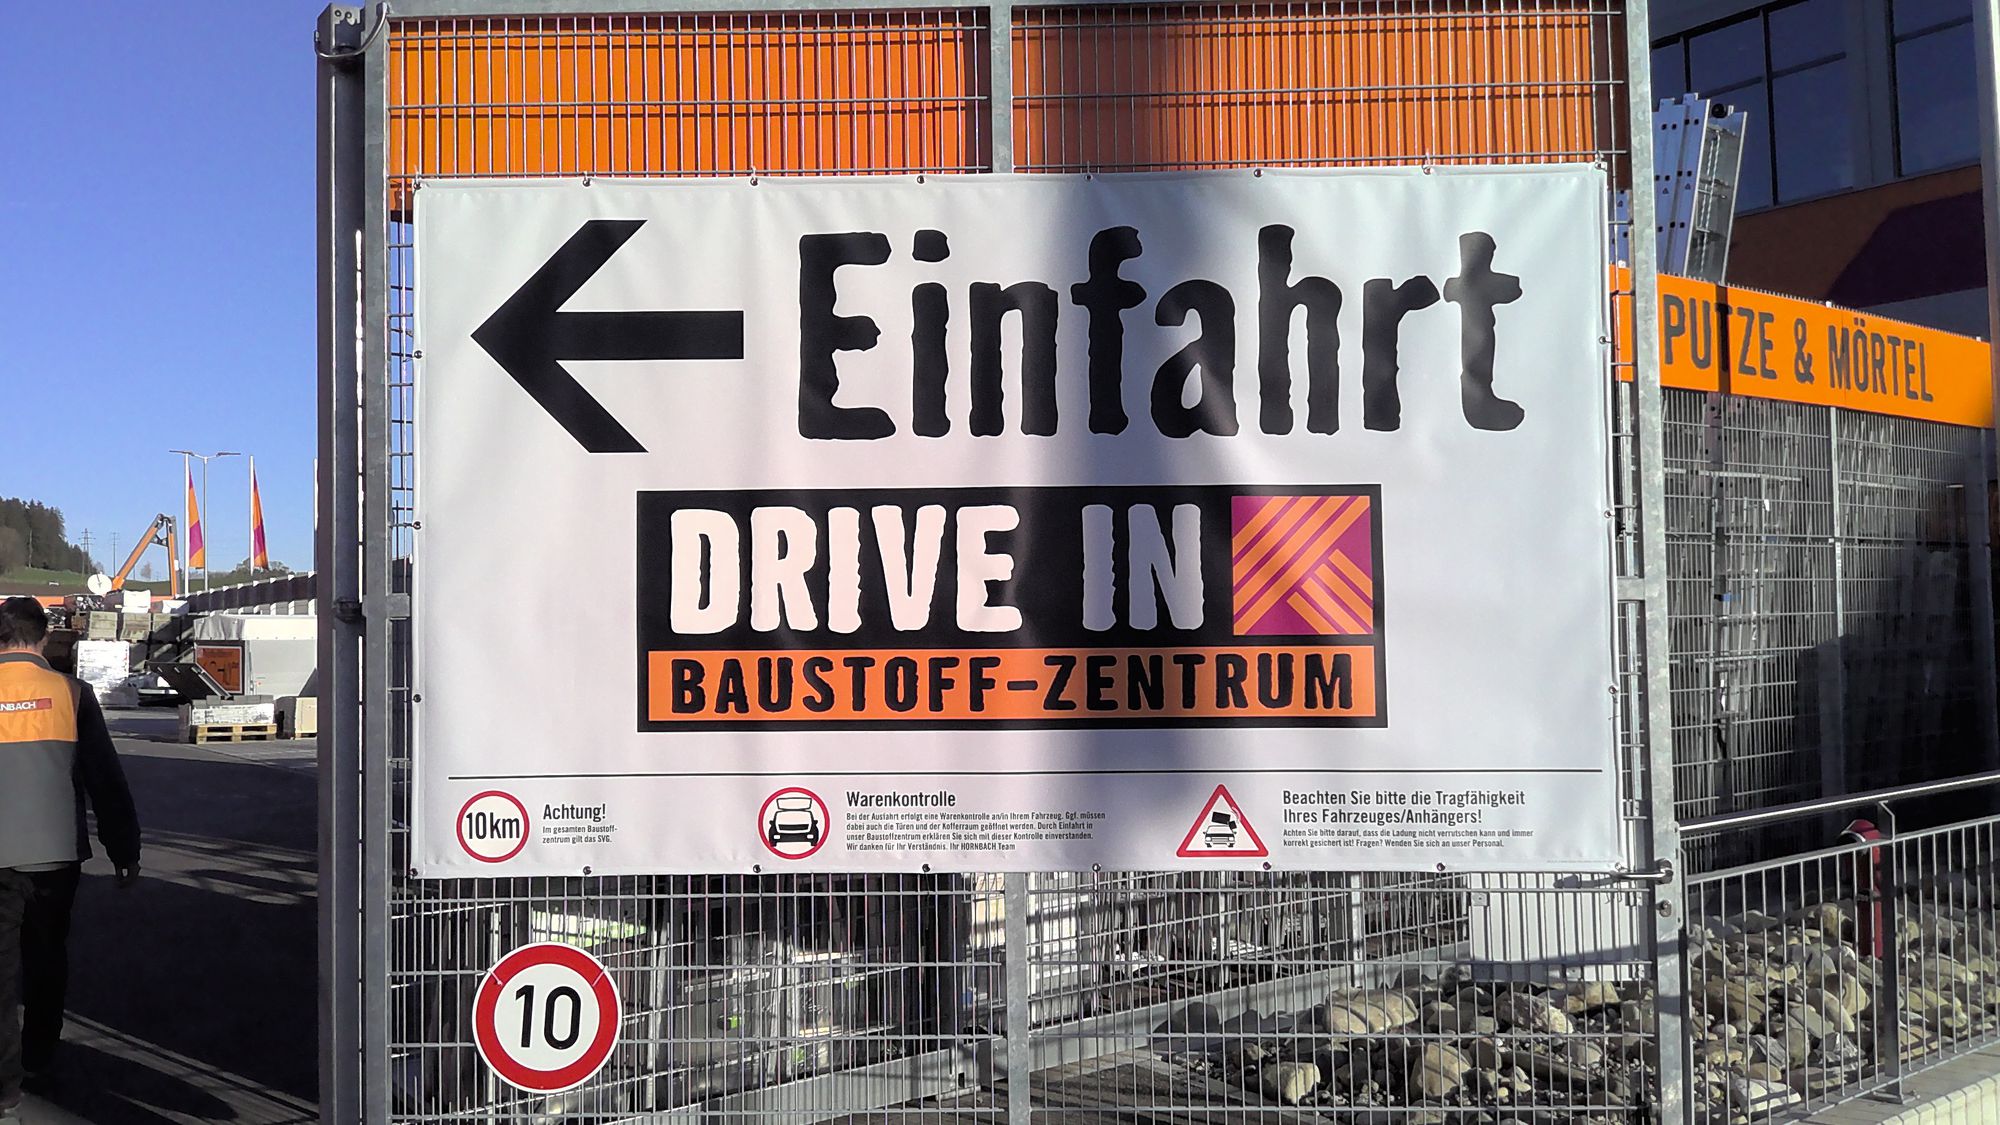 Einfahrt
DRIVE IN
BAUSTOFF-ZENTRUM
10km
Achtung!
Im gesamten Baustoff-
zentrum gilt das SVG.
Warenkontrolle
Bei der Ausfahrt erfolgt eine Warenkontrolle an/in Ihrem Fahrzeug. Ggf. müssen
dabei auch die Türen und der Kofferraum geöffnet werden. Durch Einfahrt in
unser Baustoffzentrum erklären Sie sich mit dieser Kontrolle einverstanden.
Wir danken für Ihr Verständnis. Ihr HORNBACH Team
Beachten Sie bitte die Tragfähigkeit
Ihres Fahrzeuges/Anhängers!
Achten Sie bitte darauf, dass die Ladung nicht verrutschen kann und immer
korrekt gesichert ist! Fragen? Wenden Sie sich an unser Personal.
PUTZE & MÖRTEL
NBACH
10